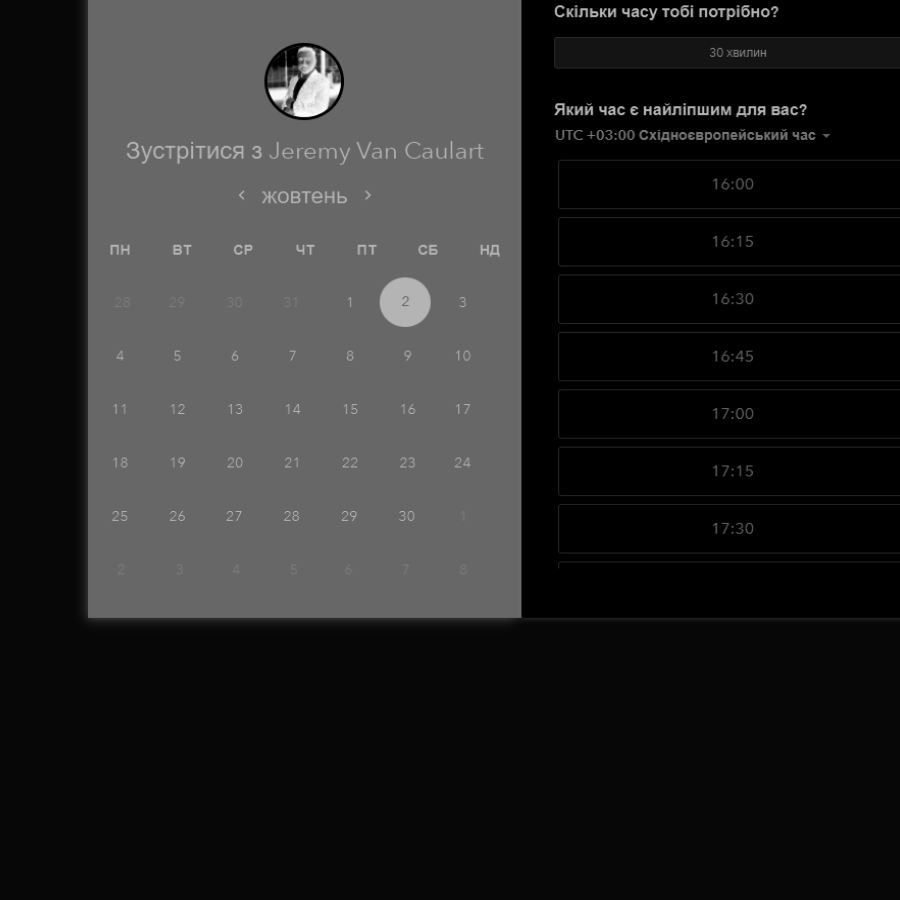 Зустрітися з Jeremy Van Caulart
жовтень
ПН ВТ СР ЧТ ПТ СБ НД
28 29 30 31 1 2 3
4 5 6 7 8 9 10
11 12 13 14 15 16 17
18 19 20 21 22 23 24
25 26 27 28 29 30 1
2 3 4 5 6 7 8
Скільки часу тобі потрібно?
30 хвилин
Який час є найліпшим для вас?
UTC +03:00 Східноєвропейський час
16:00
16:15
16:30
16:45
17:00
17:15
17:30